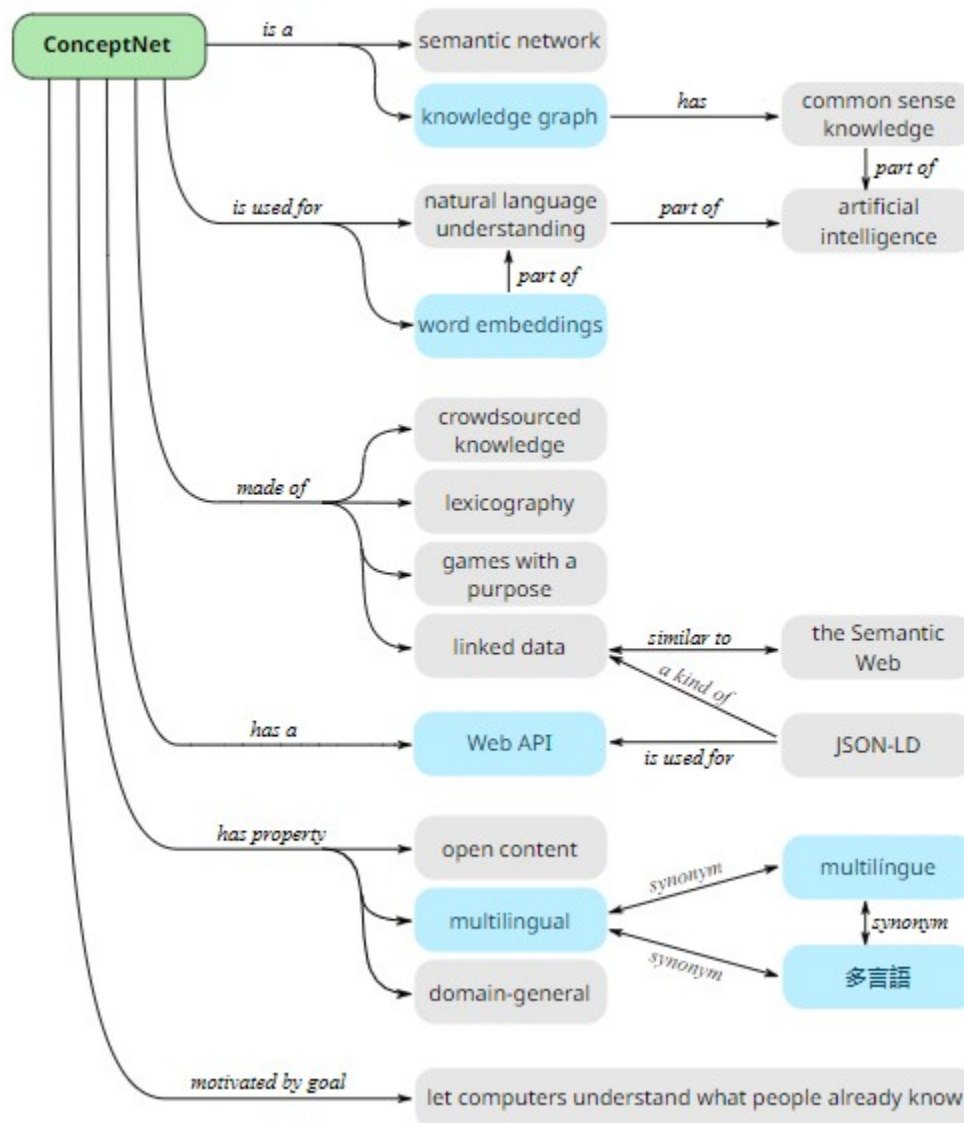 ConceptNet
is a
semantic network
knowledge graph
has
common sense
knowledge
part of
is used for
natural language
understanding
part of
artificial
intelligence
part of
word embeddings
crowdsourced
knowledge
made of
lexicography
games with a
purpose
linked data
similar to
the Semantic
Web
a kind of
has a
Web API
is used for
JSON-LD
has property
open content
synonym
multilíngue
multilingual
synonym
synonym
多言語
domain-general
motivated by goal
let computers understand what people already know